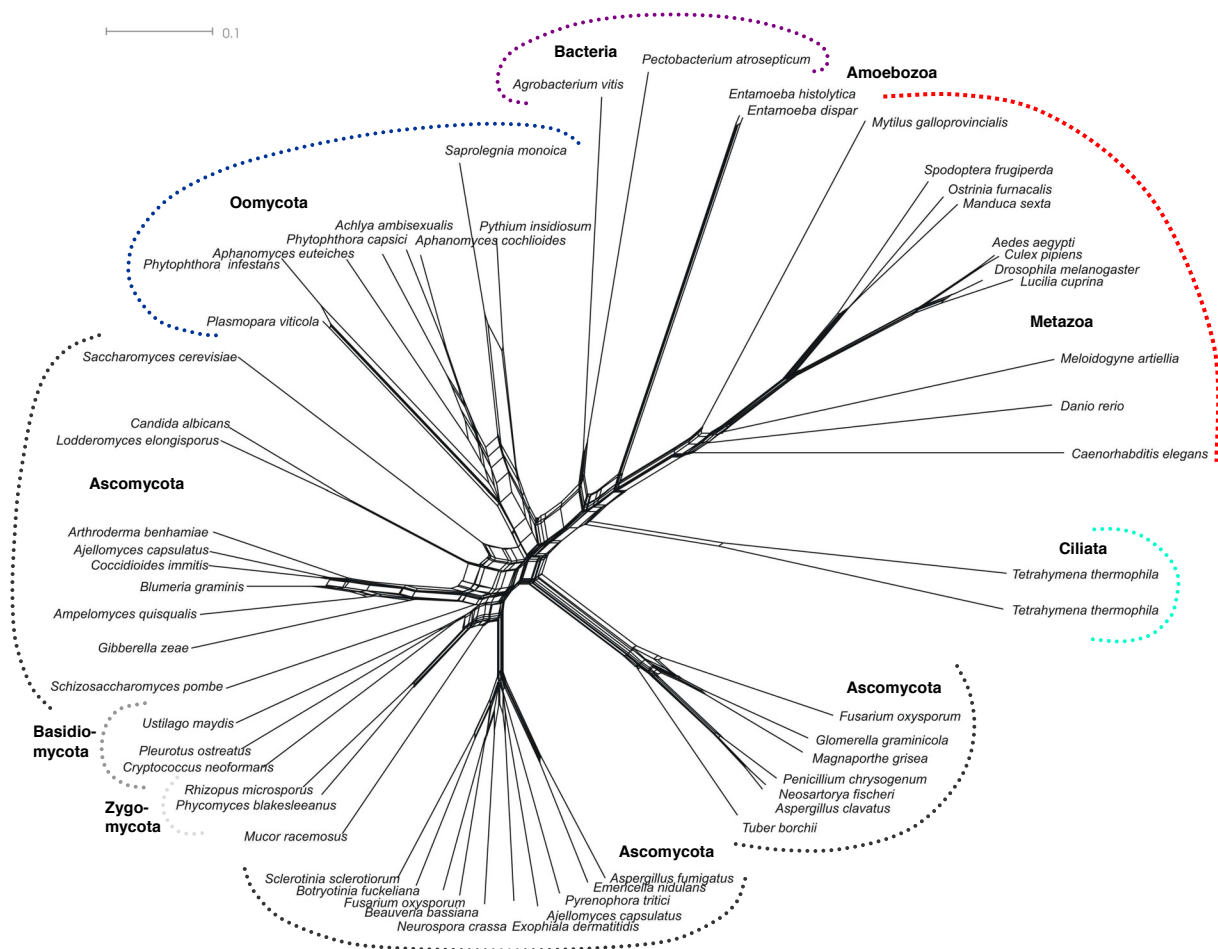 0.1
Bacteria
Pectobacterium atrosepticum
Agrobacterium vitis
Amoebozoa
Entamoeba histolytica
Entamoeba dispar
Mytilus galloprovincialis
Saprolegnia monoica
Spodoptera frugiperda
Ostrinia furnacalis
Manduca sexta
Oomycota
Achlya ambisexualis
Pythium insidiosum
Phytophthora capsici
Aphanomyces cochlioides
Aphanomyces euteiches
Phytophthora infestans
Aedes aegypti
Culex pipiens
Drosophila melanogaster
Lucilia cuprina
Plasmopara viticola
Metazoa
Saccharomyces cerevisiae
Meloidogyne artiellia
Danio rerio
Candida albicans
Lodderomyces elongisporus
Caenorhabditis elegans
Ascomycota
Arthroderma benhamiae
Ajellomyces capsulatus
Coccidioides immitis
Blumeria graminis
Ampelomyces quisqualis
Gibberella zeae
Schizosaccharomyces pombe
Ciliata
Tetrahymena thermophila
Tetrahymena thermophila
Ascomycota
Fusarium oxysporum
Glomerella graminicola
Magnaporthe grisea
Penicillium chrysogenum
Neosartorya fischeri
Aspergillus clavatus
Tuber borchii
Basidio-
mycota
Ustilago maydis
Pleurotus ostreatus
Cryptococcus neoformans
Zygo-
mycota
Rhizopus microsporus
Phycomyces blakesleeanus
Mucor racemosus
Ascomycota
Sclerotinia sclerotiorum
Botryotinia fuckeliana
Fusarium oxysporum
Beauveria bassiana
Neurospora crassa
Exophiala dermatitidis
Ajellomyces capsulatus
Pyrenophora tritici
Emericella nidulans
Aspergillus fumigatus